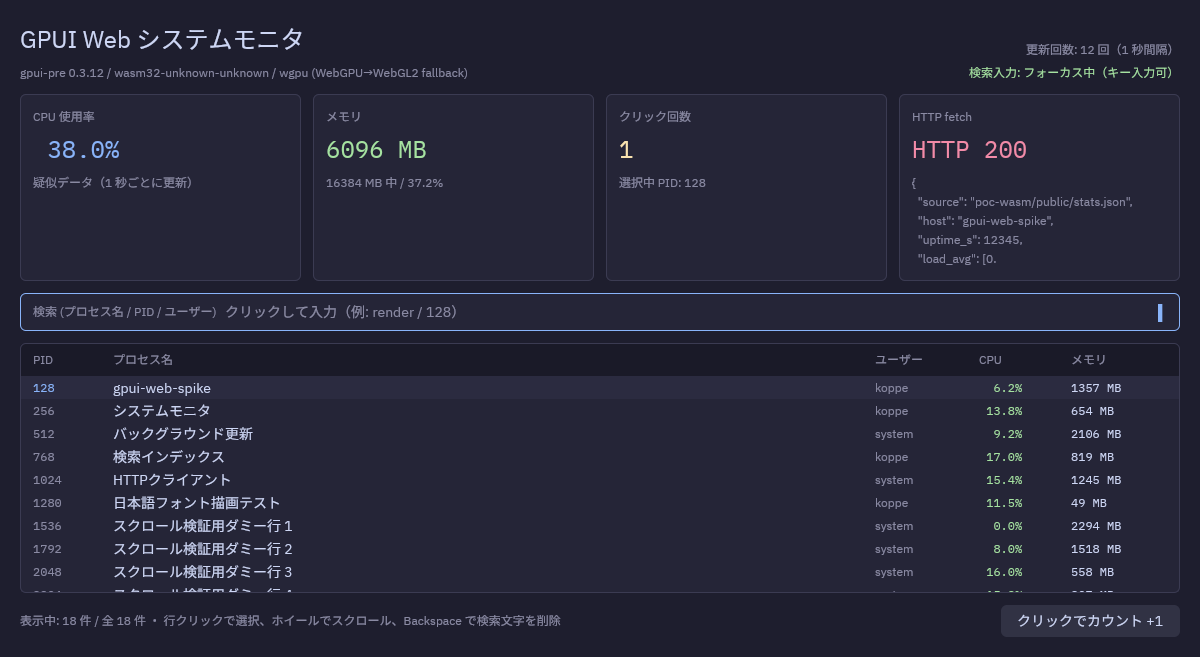 GPUI Web システムモニタ
更新回数: 12 回（1 秒間隔）
gpui-pre 0.3.12 / wasm32-unknown-unknown / wgpu (WebGPU→WebGL2 fallback)
検索入力: フォーカス中（キー入力可）
CPU 使用率
38.0%
疑似データ（1 秒ごとに更新）
メモリ
6096 MB
16384 MB 中 / 37.2%
クリック回数
1
選択中 PID: 128
HTTP fetch
HTTP 200
{
"source": "poc-wasm/public/stats.json",
"host": "gpui-web-spike",
"uptime_s": 12345,
"load_avg": [0.
検索 (プロセス名 / PID / ユーザー） クリックして入力（例: render / 128）
PID プロセス名 ユーザー CPU メモリ
128 gpui-web-spike koppe 6.2% 1357 MB
256 システムモニタ koppe 13.8% 654 MB
512 バックグラウンド更新 system 9.2% 2106 MB
768 検索インデックス koppe 17.0% 819 MB
1024 HTTPクライアント system 15.4% 1245 MB
1280 日本語フォント描画テスト koppe 11.5% 49 MB
1536 スクロール検証用ダミー行 1 system 0.0% 2294 MB
1792 スクロール検証用ダミー行 2 system 8.0% 1518 MB
2048 スクロール検証用ダミー行 3 system 16.0% 558 MB
表示中: 18 件 / 全 18 件 ・ 行クリックで選択、ホイールでスクロール、Backspace で検索文字を削除
クリックでカウント +1